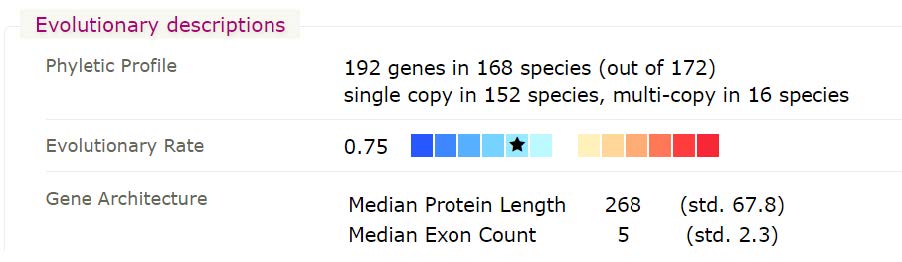 Evolutionary descriptions
Phyletic Profile
192 genes in 168 species (out of 172)
single copy in 152 species, multi-copy in 16 species
Evolutionary Rate
0.75
Gene Architecture
Median Protein Length 268 (std. 67.8)
Median Exon Count 5 (std. 2.3)